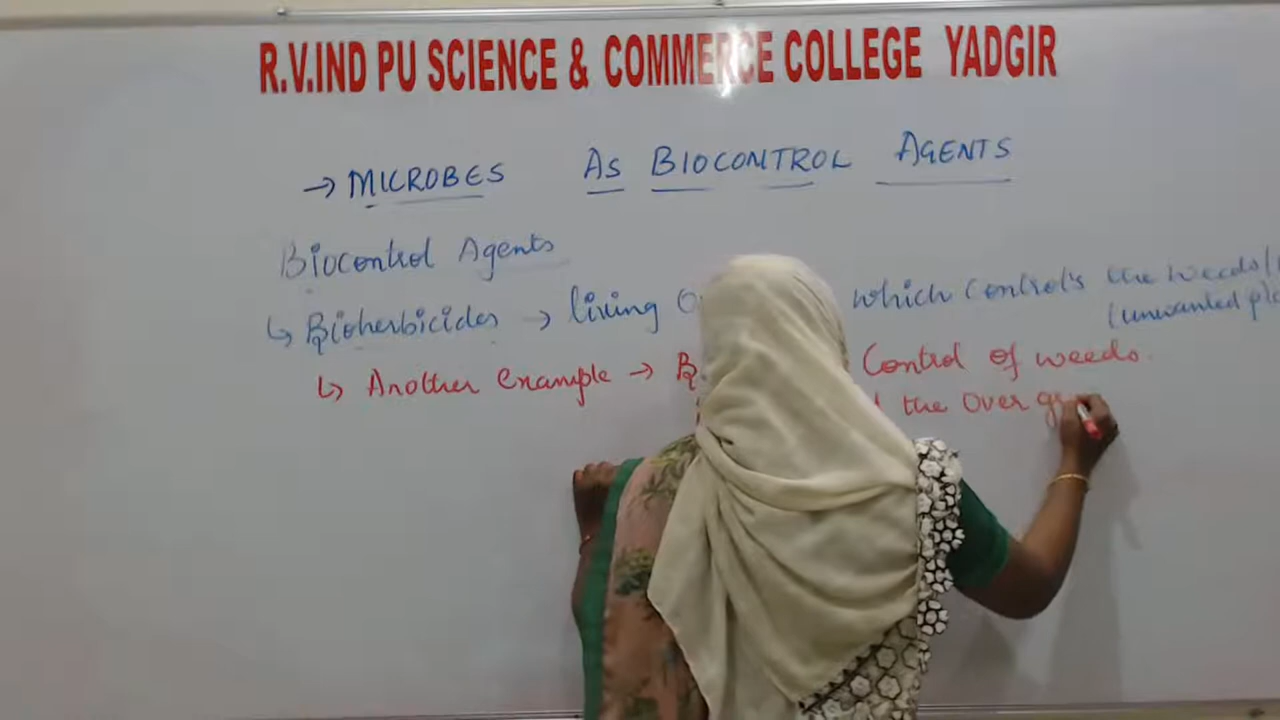 R.V.IND PU SCIENCE & COMMERCE COLLEGE YADGIR
→ MICROBES AS BIOCONTROL AGENTS
Biocontrol Agents
↳ Bioherbicides → living which Control's the weeds/
(unwanted
↳ Another example → Control of weeds.
the Over